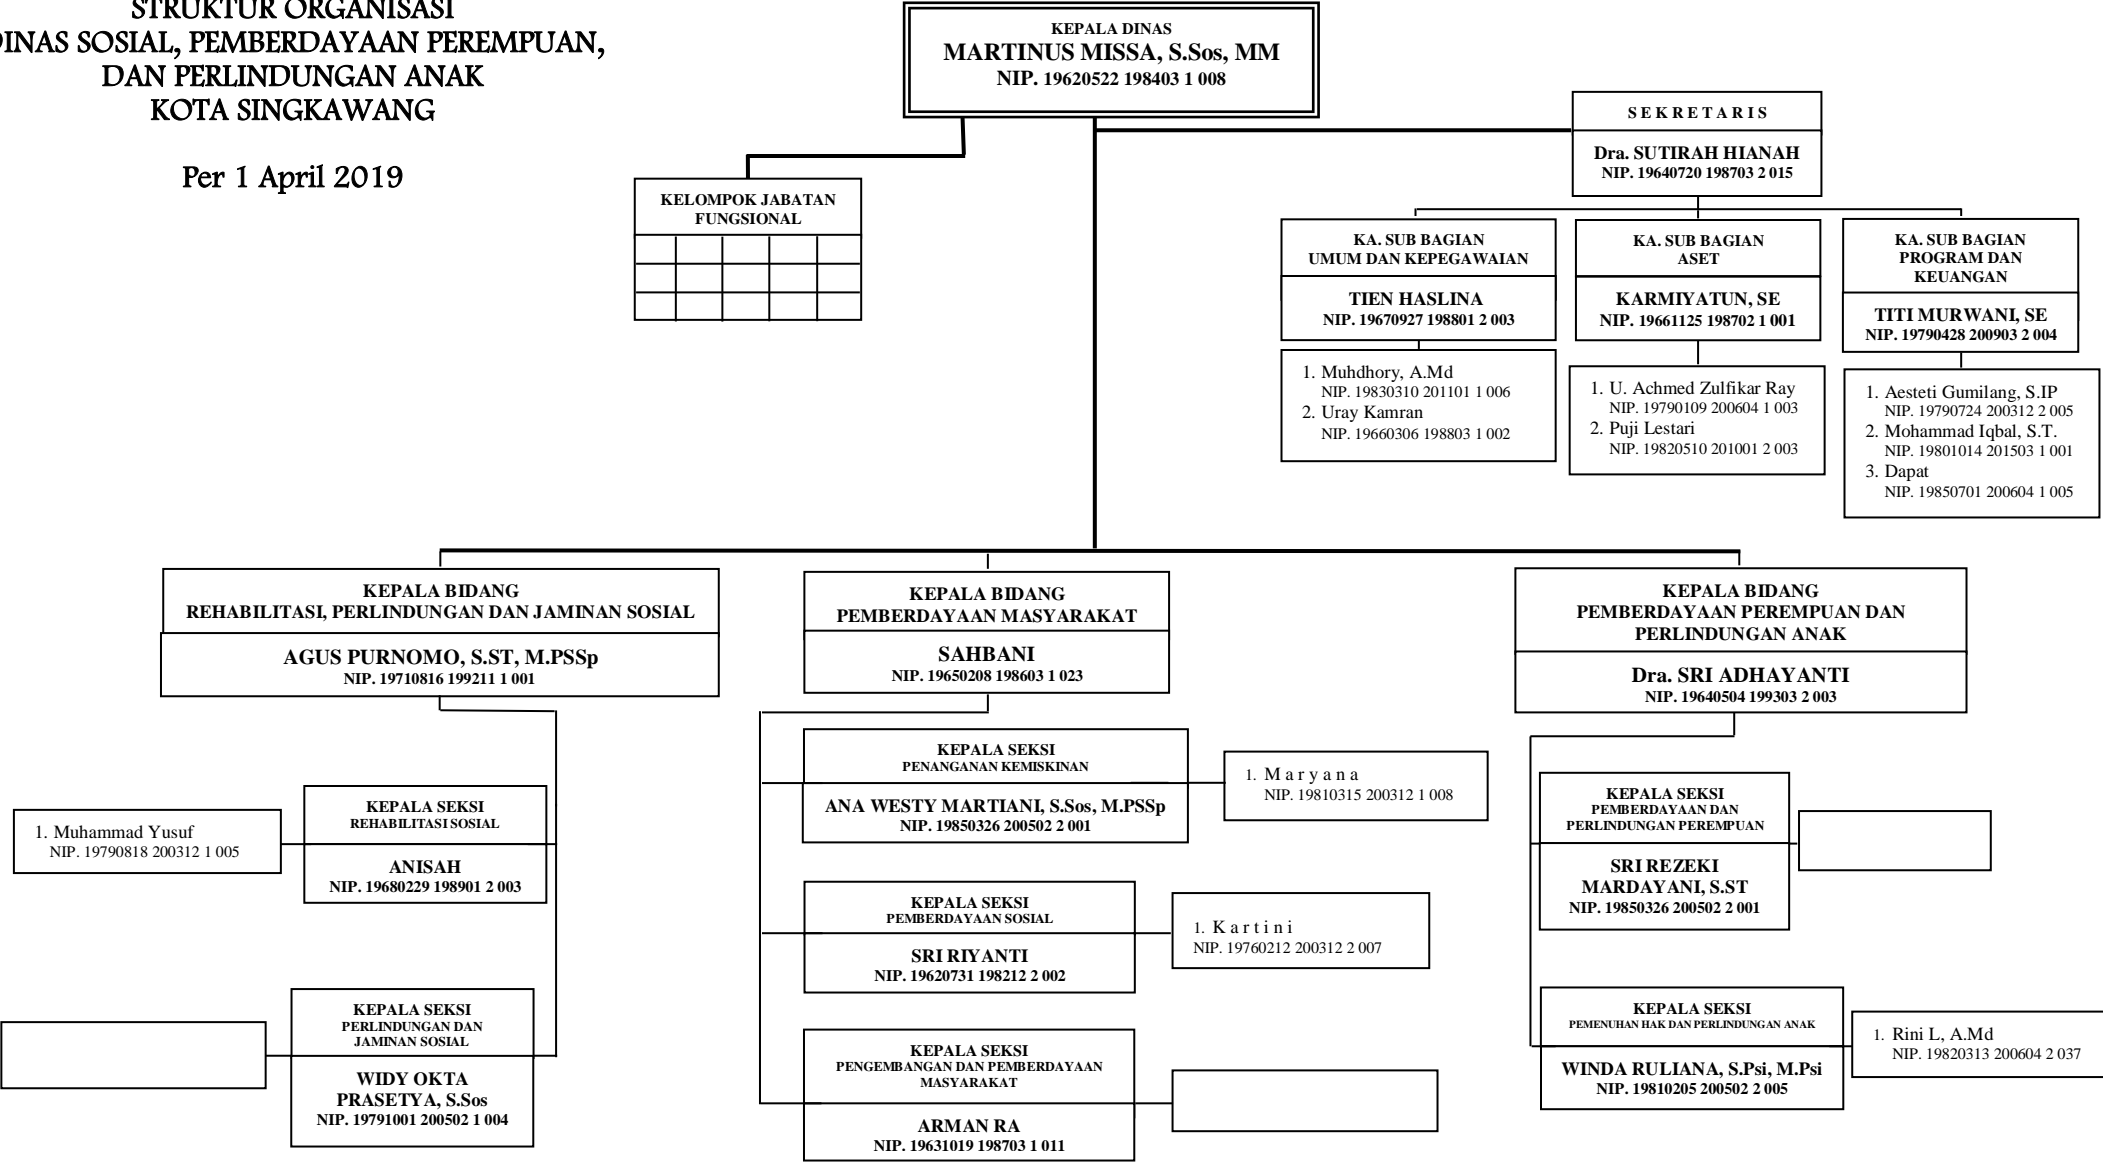 STRUKTUR ORGANISASI
DINAS SOSIAL, PEMBERDAYAAN PEREMPUAN,
DAN PERLINDUNGAN ANAK
KOTA SINGKAWANG
Per 1 April 2019
KEPALA DINAS
MARTINUS MISSA, S.Sos, MM
NIP. 19620522 198403 1 008
KELOMPOK JABATAN
FUNGSIONAL
S E K R E T A R I S
Dra. SUTIRAH HIANAH
NIP. 19640720 198703 2 015
KA. SUB BAGIAN
UMUM DAN KEPEGAWAIAN
TIEN HASLINA
NIP. 19670927 198801 2 003
1. Muhdhory, A.Md
NIP. 19830310 201101 1 006
2. Uray Kamran
NIP. 19660306 198803 1 002
KA. SUB BAGIAN
ASET
KARMIYATUN, SE
NIP. 19661125 198702 1 001
1. U. Achmed Zulfikar Ray
NIP. 19790109 200604 1 003
2. Puji Lestari
NIP. 19820510 201001 2 003
KA. SUB BAGIAN
PROGRAM DAN
KEUANGAN
TITI MURWANI, SE
NIP. 19790428 200903 2 004
1. Aesteti Gumilang, S.IP
NIP. 19790724 200312 2 005
2. Mohammad Iqbal, S.T.
NIP. 19801014 201503 1 001
3. Dapat
NIP. 19850701 200604 1 005
KEPALA BIDANG
REHABILITASI, PERLINDUNGAN DAN JAMINAN SOSIAL
AGUS PURNOMO, S.ST, M.PSSp
NIP. 19710816 199211 1 001
KEPALA SEKSI
REHABILITASI SOSIAL
ANISAH
NIP. 19680229 198901 2 003
1. Muhammad Yusuf
NIP. 19790818 200312 1 005
KEPALA SEKSI
PERLINDUNGAN DAN
JAMINAN SOSIAL
WIDY OKTA
PRASETYA, S.Sos
NIP. 19791001 200502 1 004
KEPALA BIDANG
PEMBERDAYAAN MASYARAKAT
SAHBANI
NIP. 19650208 198603 1 023
KEPALA SEKSI
PENANGANAN KEMISKINAN
ANA WESTY MARTIANI, S.Sos, M.PSSp
NIP. 19850326 200502 2 001
1. M a r y a n a
NIP. 19810315 200312 1 008
KEPALA SEKSI
PEMBERDAYAAN SOSIAL
SRI RIYANTI
NIP. 19620731 198212 2 002
1. K a r t i n i
NIP. 19760212 200312 2 007
KEPALA SEKSI
PENGEMBANGAN DAN PEMBERDAYAAN
MASYARAKAT
ARMAN RA
NIP. 19631019 198703 1 011
KEPALA BIDANG
PEMBERDAYAAN PEREMPUAN DAN
PERLINDUNGAN ANAK
Dra. SRI ADHAYANTI
NIP. 19640504 199303 2 003
KEPALA SEKSI
PEMBERDAYAAN DAN
PERLINDUNGAN PEREMPUAN
SRI REZEKI
MARDAYANI, S.ST
NIP. 19850326 200502 2 001
KEPALA SEKSI
PEMENUHAN HAK DAN PERLINDUNGAN ANAK
WINDA RULIANA, S.Psi, M.Psi
NIP. 19810205 200502 2 005
1. Rini L, A.Md
NIP. 19820313 200604 2 037